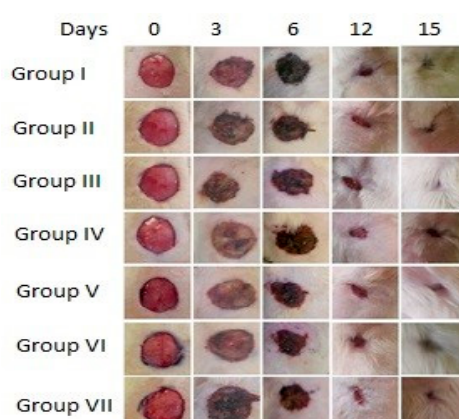 Days 0 3 6 12 15
Group I
Group II
Group III
Group IV
Group V
Group VI
Group VII